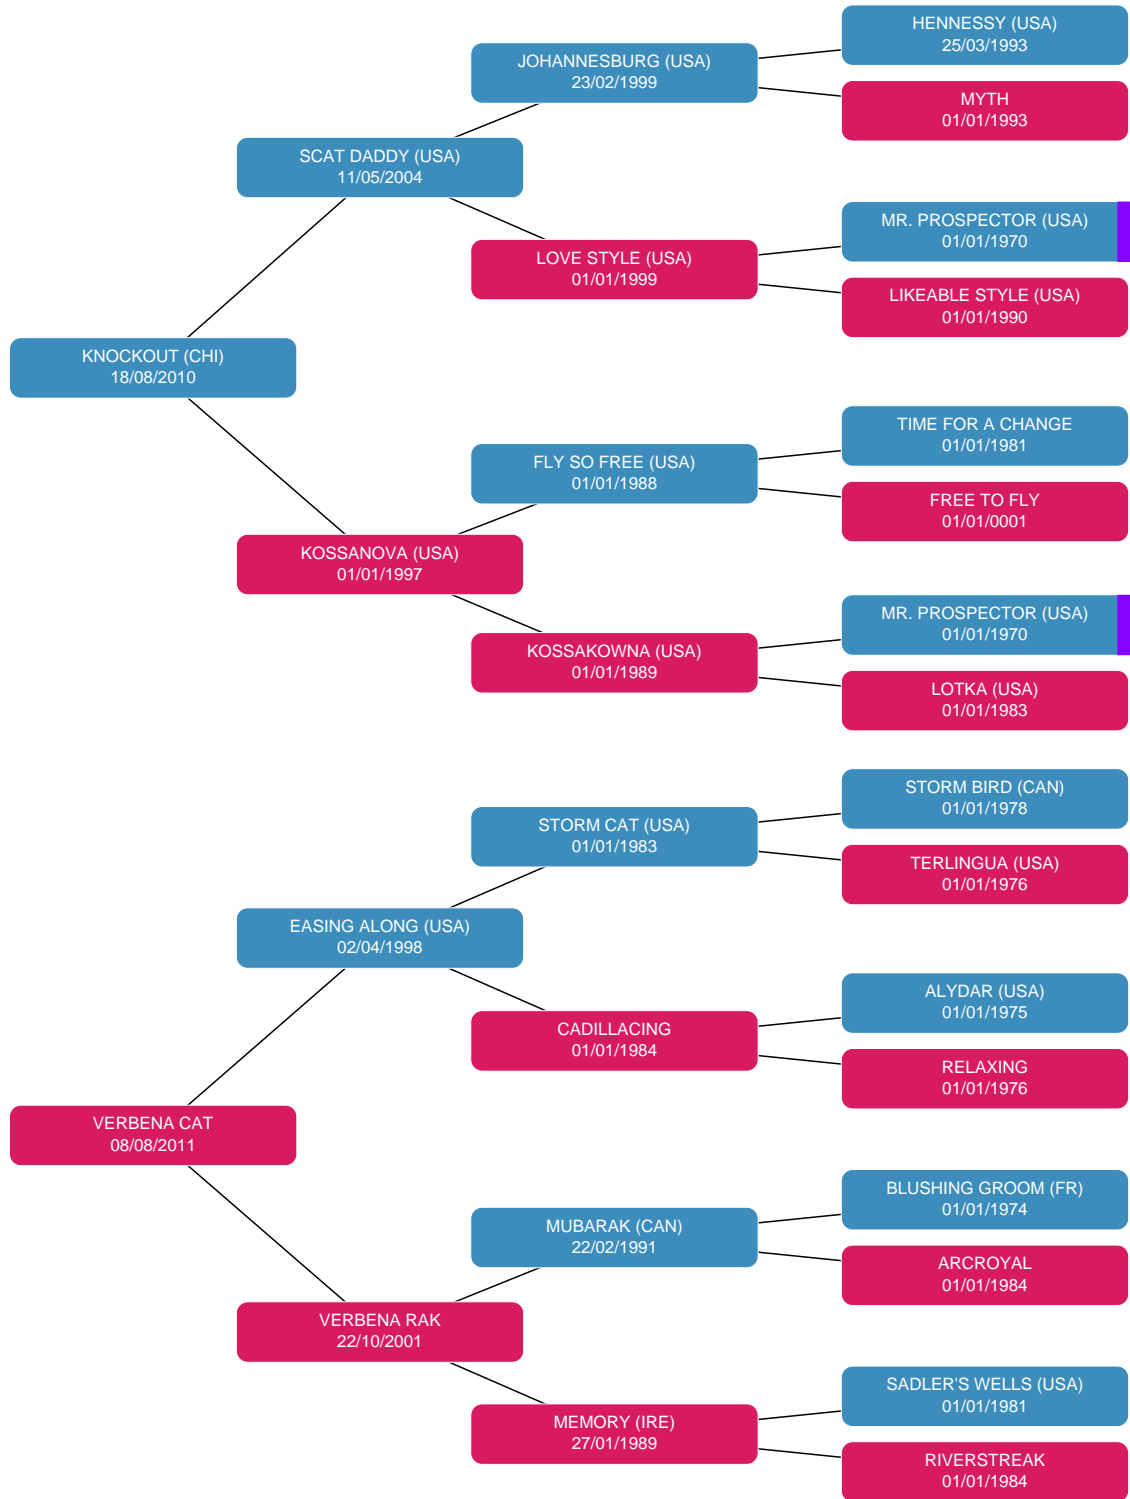 HENNESSY (USA)
25/03/1993
JOHANNESBURG (USA)
23/02/1999
MYTH
01/01/1993
SCAT DADDY (USA)
11/05/2004
MR. PROSPECTOR (USA)
01/01/1970
LOVE STYLE (USA)
01/01/1999
LIKEABLE STYLE (USA)
01/01/1990
KNOCKOUT (CHI)
18/08/2010
TIME FOR A CHANGE
01/01/1981
FLY SO FREE (USA)
01/01/1988
FREE TO FLY
01/01/0001
KOSSANOVA (USA)
01/01/1997
MR. PROSPECTOR (USA)
01/01/1970
KOSSAKOWNA (USA)
01/01/1989
LOTKA (USA)
01/01/1983
STORM BIRD (CAN)
01/01/1978
STORM CAT (USA)
01/01/1983
TERLINGUA (USA)
01/01/1976
EASING ALONG (USA)
02/04/1998
ALYDAR (USA)
01/01/1975
CADILLACING
01/01/1984
RELAXING
01/01/1976
VERBENA CAT
08/08/2011
BLUSHING GROOM (FR)
01/01/1974
MUBARAK (CAN)
22/02/1991
ARCROYAL
01/01/1984
VERBENA RAK
22/10/2001
SADLER'S WELLS (USA)
01/01/1981
MEMORY (IRE)
27/01/1989
RIVERSTREAK
01/01/1984